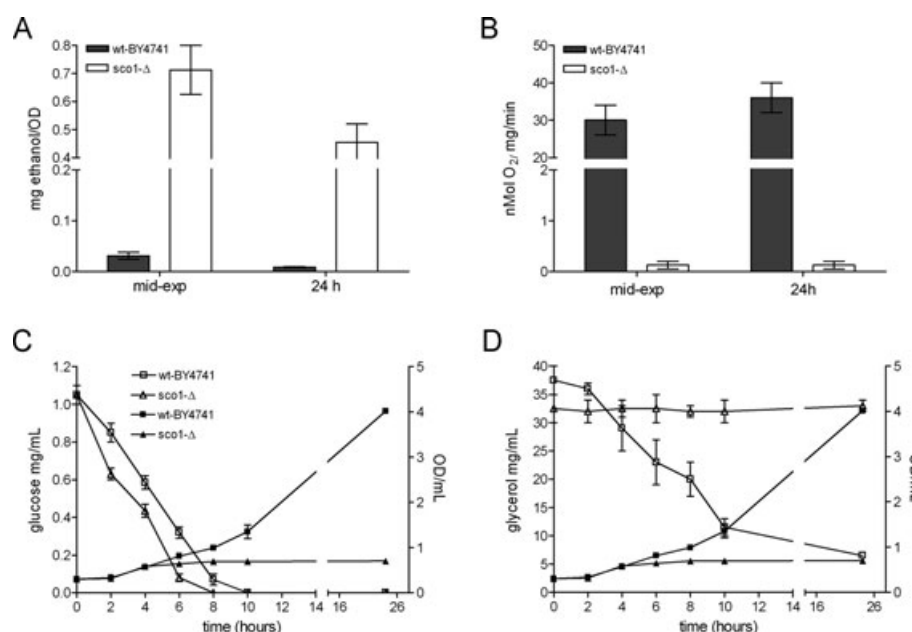 A
wt-BY4741
sco1-Δ
mg ethanol/OD
0.8
0.7
0.6
0.5
0.4
0.2
0.1
0.0
mid-exp
24 h
B
wt-BY4741
sco1-Δ
nMol O2/ mg/min
50
40
30
20
2
1
0
mid-exp
24h
C
wt-BY4741
sco1-Δ
wt-BY4741
sco1-Δ
glucose mg/mL
1.2
1.0
0.8
0.6
0.4
0.2
0.0
OD/mL
5
4
3
2
1
0
0 2 4 6 8 10 12 14 16 26
time (hours)
D
glycerol mg/mL
40
35
30
25
20
15
10
5
0
5
4
3
2
1
0
0 2 4 6 8 10 12 14 16 26
time (hours)